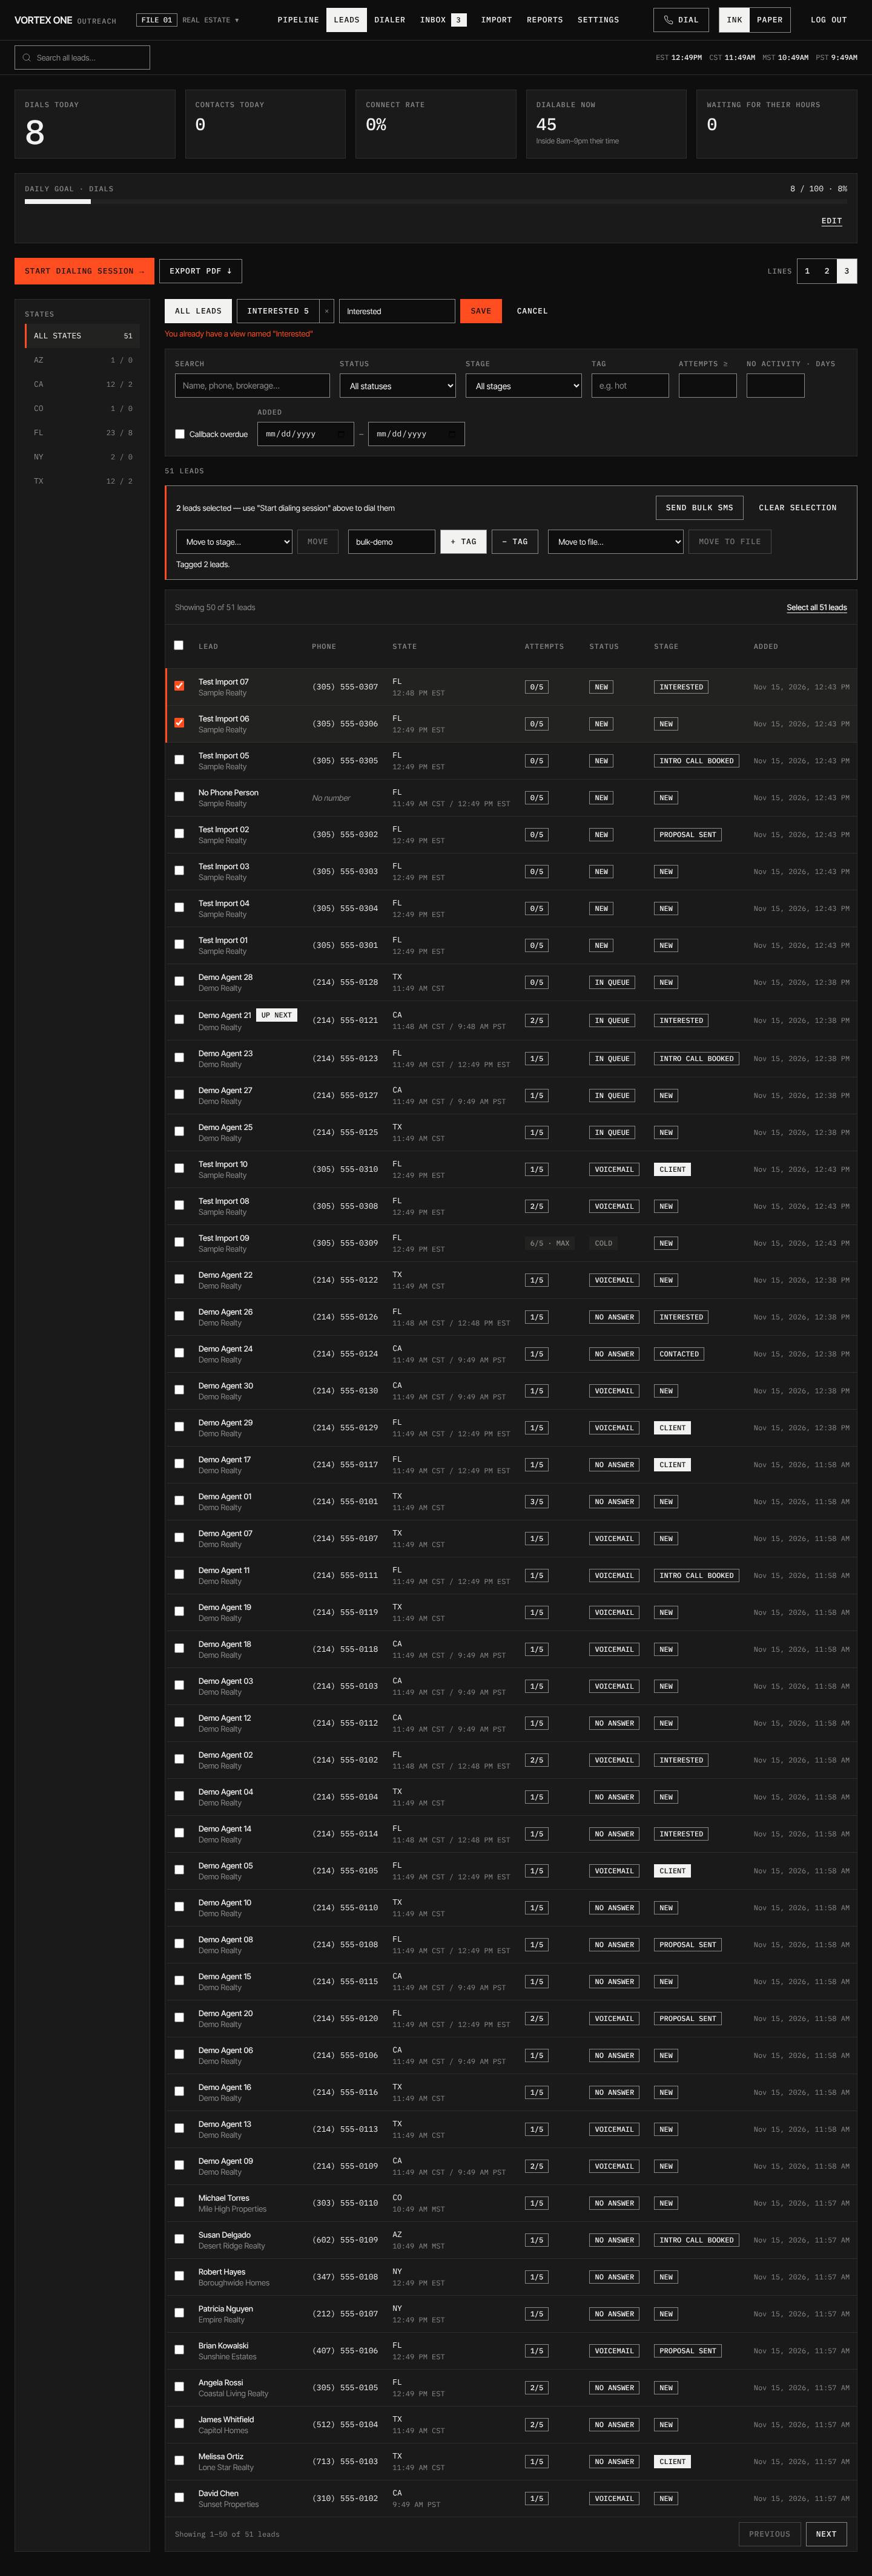 VORTEX ONE OUTREACH FILE 01 REAL ESTATE ▾ PIPELINE LEADS DIALER INBOX 3 IMPORT REPORTS SETTINGS DIAL INK PAPER LOG OUT
Search all leads... EST 12:49PM CST 11:49AM MST 10:49AM PST 9:49AM
DIALS TODAY CONTACTS TODAY CONNECT RATE DIALABLE NOW WAITING FOR THEIR HOURS
8 0 0% 45 0
Inside 8am–9pm their time
DAILY GOAL · DIALS 8 / 100 · 8%
EDIT
START DIALING SESSION → EXPORT PDF ↓ LINES 1 2 3
STATES
ALL STATES 51
AZ 1 / 0
CA 12 / 2
CO 1 / 0
FL 23 / 8
NY 2 / 0
TX 12 / 2
ALL LEADS INTERESTED 5 × Interested SAVE CANCEL
You already have a view named "Interested"
SEARCH STATUS STAGE TAG ATTEMPTS ≥ NO ACTIVITY · DAYS
Name, phone, brokerage... All statuses All stages e.g. hot
ADDED
Callback overdue mm/dd/yyyy – mm/dd/yyyy
51 LEADS
2 leads selected — use "Start dialing session" above to dial them SEND BULK SMS CLEAR SELECTION
Move to stage... MOVE bulk-demo + TAG − TAG Move to file... MOVE TO FILE
Tagged 2 leads.
Showing 50 of 51 leads Select all 51 leads
LEAD PHONE STATE ATTEMPTS STATUS STAGE ADDED
Test Import 07 (305) 555-0307 FL 0/5 NEW INTERESTED Nov 15, 2026, 12:43 PM
Sample Realty 12:48 PM EST
Test Import 06 (305) 555-0306 FL 0/5 NEW NEW Nov 15, 2026, 12:43 PM
Sample Realty 12:49 PM EST
Test Import 05 (305) 555-0305 FL 0/5 NEW INTRO CALL BOOKED Nov 15, 2026, 12:43 PM
Sample Realty 12:49 PM EST
No Phone Person No number FL 0/5 NEW NEW Nov 15, 2026, 12:43 PM
Sample Realty 11:49 AM CST / 12:49 PM EST
Test Import 02 (305) 555-0302 FL 0/5 NEW PROPOSAL SENT Nov 15, 2026, 12:43 PM
Sample Realty 12:49 PM EST
Test Import 03 (305) 555-0303 FL 0/5 NEW NEW Nov 15, 2026, 12:43 PM
Sample Realty 12:49 PM EST
Test Import 04 (305) 555-0304 FL 0/5 NEW NEW Nov 15, 2026, 12:43 PM
Sample Realty 12:49 PM EST
Test Import 01 (305) 555-0301 FL 0/5 NEW NEW Nov 15, 2026, 12:43 PM
Sample Realty 12:49 PM EST
Demo Agent 28 (214) 555-0128 TX 0/5 IN QUEUE NEW Nov 15, 2026, 12:38 PM
Demo Realty 11:49 AM CST
Demo Agent 21 UP NEXT (214) 555-0121 CA 2/5 IN QUEUE INTERESTED Nov 15, 2026, 12:38 PM
Demo Realty 11:48 AM CST / 9:48 AM PST
Demo Agent 23 (214) 555-0123 FL 1/5 IN QUEUE INTRO CALL BOOKED Nov 15, 2026, 12:38 PM
Demo Realty 11:49 AM CST / 12:49 PM EST
Demo Agent 27 (214) 555-0127 CA 1/5 IN QUEUE NEW Nov 15, 2026, 12:38 PM
Demo Realty 11:49 AM CST / 9:49 AM PST
Demo Agent 25 (214) 555-0125 TX 1/5 IN QUEUE NEW Nov 15, 2026, 12:38 PM
Demo Realty 11:49 AM CST
Test Import 10 (305) 555-0310 FL 1/5 VOICEMAIL CLIENT Nov 15, 2026, 12:43 PM
Sample Realty 12:49 PM EST
Test Import 08 (305) 555-0308 FL 2/5 VOICEMAIL NEW Nov 15, 2026, 12:43 PM
Sample Realty 12:49 PM EST
Test Import 09 (305) 555-0309 FL 6/5 · MAX COLD NEW Nov 15, 2026, 12:43 PM
Sample Realty 12:49 PM EST
Demo Agent 22 (214) 555-0122 TX 1/5 VOICEMAIL NEW Nov 15, 2026, 12:38 PM
Demo Realty 11:49 AM CST
Demo Agent 26 (214) 555-0126 FL 1/5 NO ANSWER INTERESTED Nov 15, 2026, 12:38 PM
Demo Realty 11:48 AM CST / 12:48 PM EST
Demo Agent 24 (214) 555-0124 CA 1/5 NO ANSWER CONTACTED Nov 15, 2026, 12:38 PM
Demo Realty 11:49 AM CST / 9:49 AM PST
Demo Agent 30 (214) 555-0130 CA 1/5 VOICEMAIL NEW Nov 15, 2026, 12:38 PM
Demo Realty 11:49 AM CST / 9:49 AM PST
Demo Agent 29 (214) 555-0129 FL 1/5 VOICEMAIL CLIENT Nov 15, 2026, 12:38 PM
Demo Realty 11:49 AM CST / 12:49 PM EST
Demo Agent 17 (214) 555-0117 FL 1/5 NO ANSWER CLIENT Nov 15, 2026, 11:58 AM
Demo Realty 11:49 AM CST / 12:49 PM EST
Demo Agent 01 (214) 555-0101 TX 3/5 NO ANSWER NEW Nov 15, 2026, 11:58 AM
Demo Realty 11:49 AM CST
Demo Agent 07 (214) 555-0107 TX 1/5 VOICEMAIL NEW Nov 15, 2026, 11:58 AM
Demo Realty 11:49 AM CST
Demo Agent 11 (214) 555-0111 FL 1/5 VOICEMAIL INTRO CALL BOOKED Nov 15, 2026, 11:58 AM
Demo Realty 11:49 AM CST / 12:49 PM EST
Demo Agent 19 (214) 555-0119 TX 1/5 VOICEMAIL NEW Nov 15, 2026, 11:58 AM
Demo Realty 11:49 AM CST
Demo Agent 18 (214) 555-0118 CA 1/5 VOICEMAIL NEW Nov 15, 2026, 11:58 AM
Demo Realty 11:49 AM CST / 9:49 AM PST
Demo Agent 03 (214) 555-0103 CA 1/5 VOICEMAIL NEW Nov 15, 2026, 11:58 AM
Demo Realty 11:49 AM CST / 9:49 AM PST
Demo Agent 12 (214) 555-0112 CA 1/5 NO ANSWER NEW Nov 15, 2026, 11:58 AM
Demo Realty 11:49 AM CST / 9:49 AM PST
Demo Agent 02 (214) 555-0102 FL 2/5 VOICEMAIL INTERESTED Nov 15, 2026, 11:58 AM
Demo Realty 11:48 AM CST / 12:48 PM EST
Demo Agent 04 (214) 555-0104 TX 1/5 NO ANSWER NEW Nov 15, 2026, 11:58 AM
Demo Realty 11:49 AM CST
Demo Agent 14 (214) 555-0114 FL 1/5 NO ANSWER INTERESTED Nov 15, 2026, 11:58 AM
Demo Realty 11:48 AM CST / 12:48 PM EST
Demo Agent 05 (214) 555-0105 FL 1/5 VOICEMAIL CLIENT Nov 15, 2026, 11:58 AM
Demo Realty 11:49 AM CST / 12:49 PM EST
Demo Agent 10 (214) 555-0110 TX 1/5 NO ANSWER NEW Nov 15, 2026, 11:58 AM
Demo Realty 11:49 AM CST
Demo Agent 08 (214) 555-0108 FL 1/5 NO ANSWER PROPOSAL SENT Nov 15, 2026, 11:58 AM
Demo Realty 11:49 AM CST / 12:49 PM EST
Demo Agent 15 (214) 555-0115 CA 1/5 NO ANSWER NEW Nov 15, 2026, 11:58 AM
Demo Realty 11:49 AM CST / 9:49 AM PST
Demo Agent 20 (214) 555-0120 FL 2/5 VOICEMAIL PROPOSAL SENT Nov 15, 2026, 11:58 AM
Demo Realty 11:49 AM CST / 12:49 PM EST
Demo Agent 06 (214) 555-0106 CA 1/5 NO ANSWER NEW Nov 15, 2026, 11:58 AM
Demo Realty 11:49 AM CST / 9:49 AM PST
Demo Agent 16 (214) 555-0116 TX 1/5 NO ANSWER NEW Nov 15, 2026, 11:58 AM
Demo Realty 11:49 AM CST
Demo Agent 13 (214) 555-0113 TX 1/5 VOICEMAIL NEW Nov 15, 2026, 11:58 AM
Demo Realty 11:49 AM CST
Demo Agent 09 (214) 555-0109 CA 2/5 VOICEMAIL NEW Nov 15, 2026, 11:58 AM
Demo Realty 11:49 AM CST / 9:49 AM PST
Michael Torres (303) 555-0110 CO 1/5 NO ANSWER NEW Nov 15, 2026, 11:57 AM
Mile High Properties 10:49 AM MST
Susan Delgado (602) 555-0109 AZ 1/5 NO ANSWER INTRO CALL BOOKED Nov 15, 2026, 11:57 AM
Desert Ridge Realty 10:49 AM MST
Robert Hayes (347) 555-0108 NY 1/5 NO ANSWER NEW Nov 15, 2026, 11:57 AM
Boroughwide Homes 12:49 PM EST
Patricia Nguyen (212) 555-0107 NY 1/5 NO ANSWER NEW Nov 15, 2026, 11:57 AM
Empire Realty 12:49 PM EST
Brian Kowalski (407) 555-0106 FL 1/5 VOICEMAIL PROPOSAL SENT Nov 15, 2026, 11:57 AM
Sunshine Estates 12:49 PM EST
Angela Rossi (305) 555-0105 FL 2/5 NO ANSWER NEW Nov 15, 2026, 11:57 AM
Coastal Living Realty 12:49 PM EST
James Whitfield (512) 555-0104 TX 2/5 NO ANSWER NEW Nov 15, 2026, 11:57 AM
Capitol Homes 11:49 AM CST
Melissa Ortiz (713) 555-0103 TX 1/5 NO ANSWER CLIENT Nov 15, 2026, 11:57 AM
Lone Star Realty 11:49 AM CST
David Chen (310) 555-0102 CA 1/5 VOICEMAIL NEW Nov 15, 2026, 11:57 AM
Sunset Properties 9:49 AM PST
Showing 1–50 of 51 leads PREVIOUS NEXT